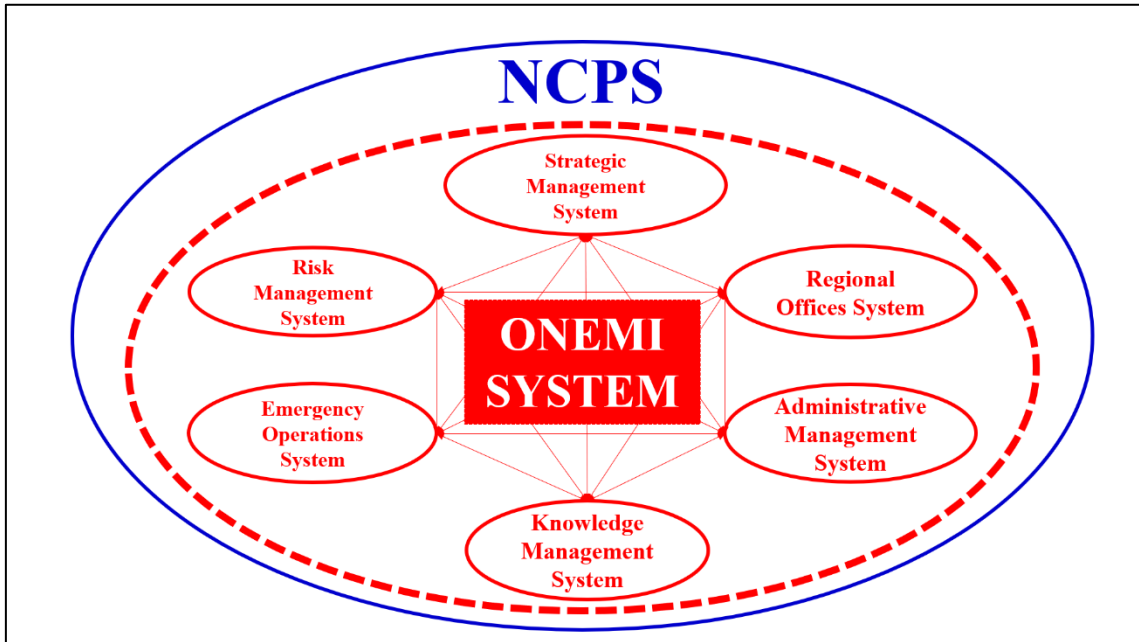 NCPS
Strategic
Management
System
Risk
Management
System
Regional
Offices System
ONEMI
SYSTEM
Emergency
Operations
System
Administrative
Management
System
Knowledge
Management
System